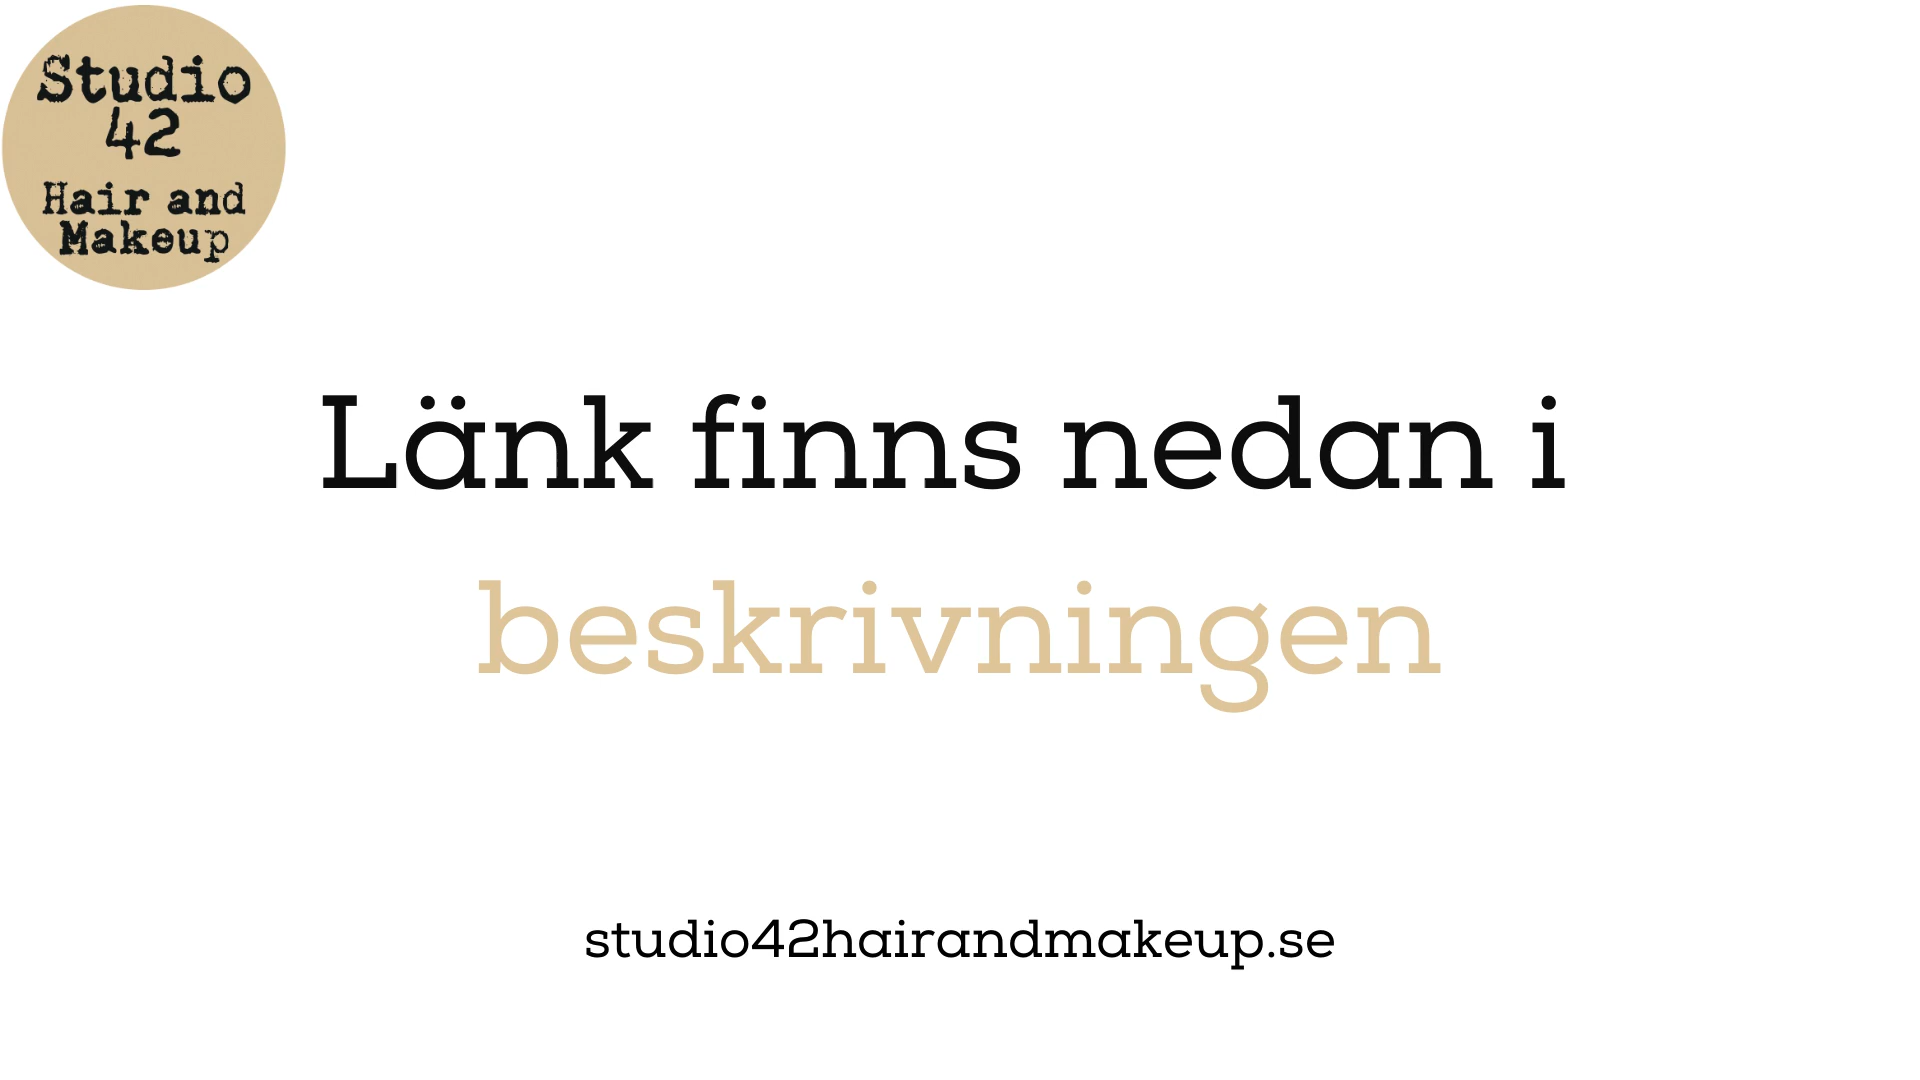 Studio
42
Hair and
Makeup
Länk finns nedan i
beskrivningen
studio42hairandmakeup.se